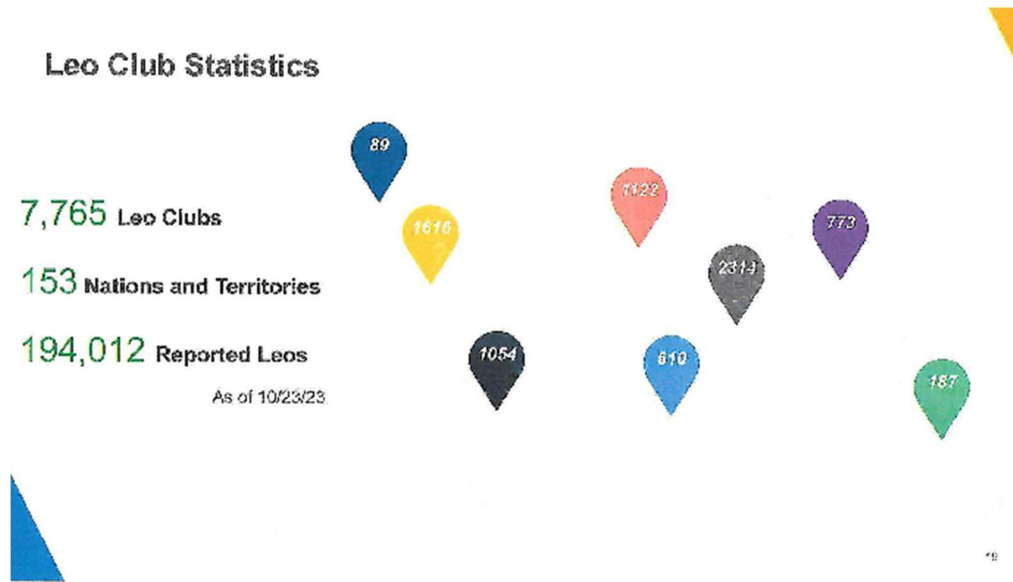 Leo Club Statistics
89
1122
1616
773
7,765 Leo Clubs
2314
153 Nations and Territories
194,012 Reported Leos
1054
610
187
As of 10/23/23